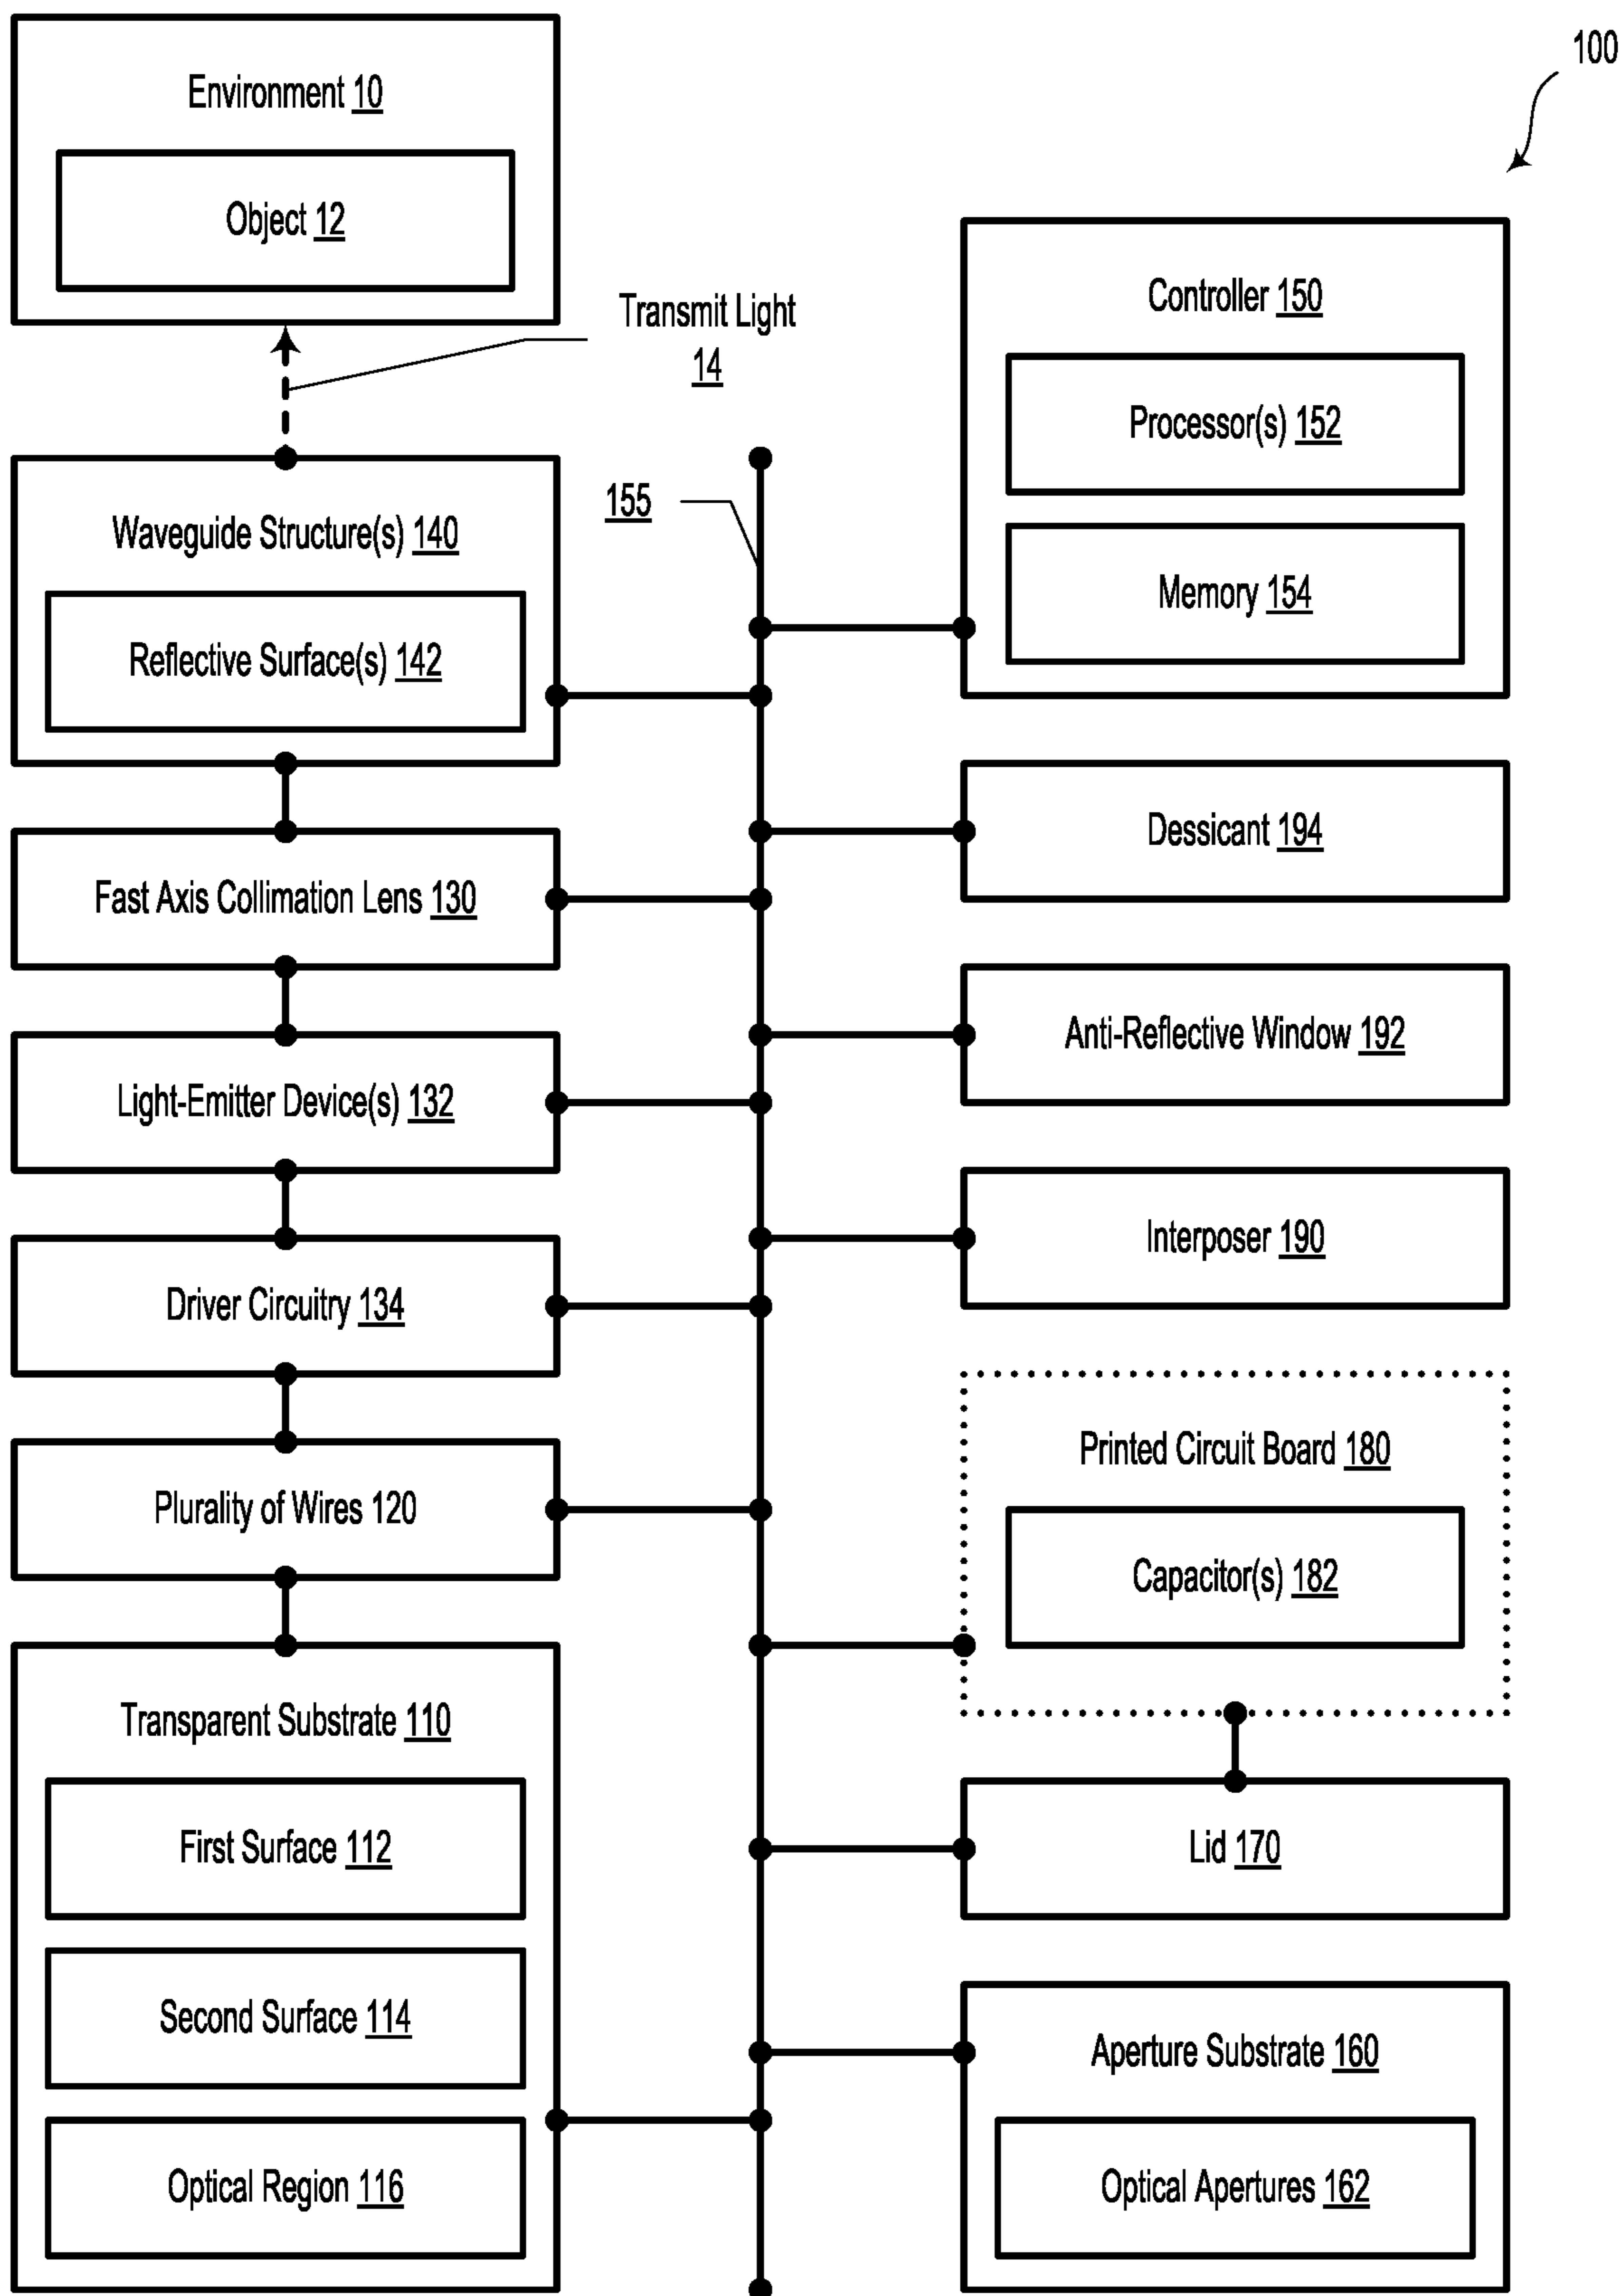 100
Environment 10
Object 12
Transmit Light
14
155
Waveguide Structure(s) 140
Reflective Surface(s) 142
Fast Axis Collimation Lens 130
Light-Emitter Device(s) 132
Driver Circuitry 134
Plurality of Wires 120
Transparent Substrate 110
First Surface 112
Second Surface 114
Optical Region 116
Controller 150
Processor(s) 152
Memory 154
Dessicant 194
Anti-Reflective Window 192
Interposer 190
Printed Circuit Board 180
Capacitor(s) 182
Lid 170
Aperture Substrate 160
Optical Apertures 162